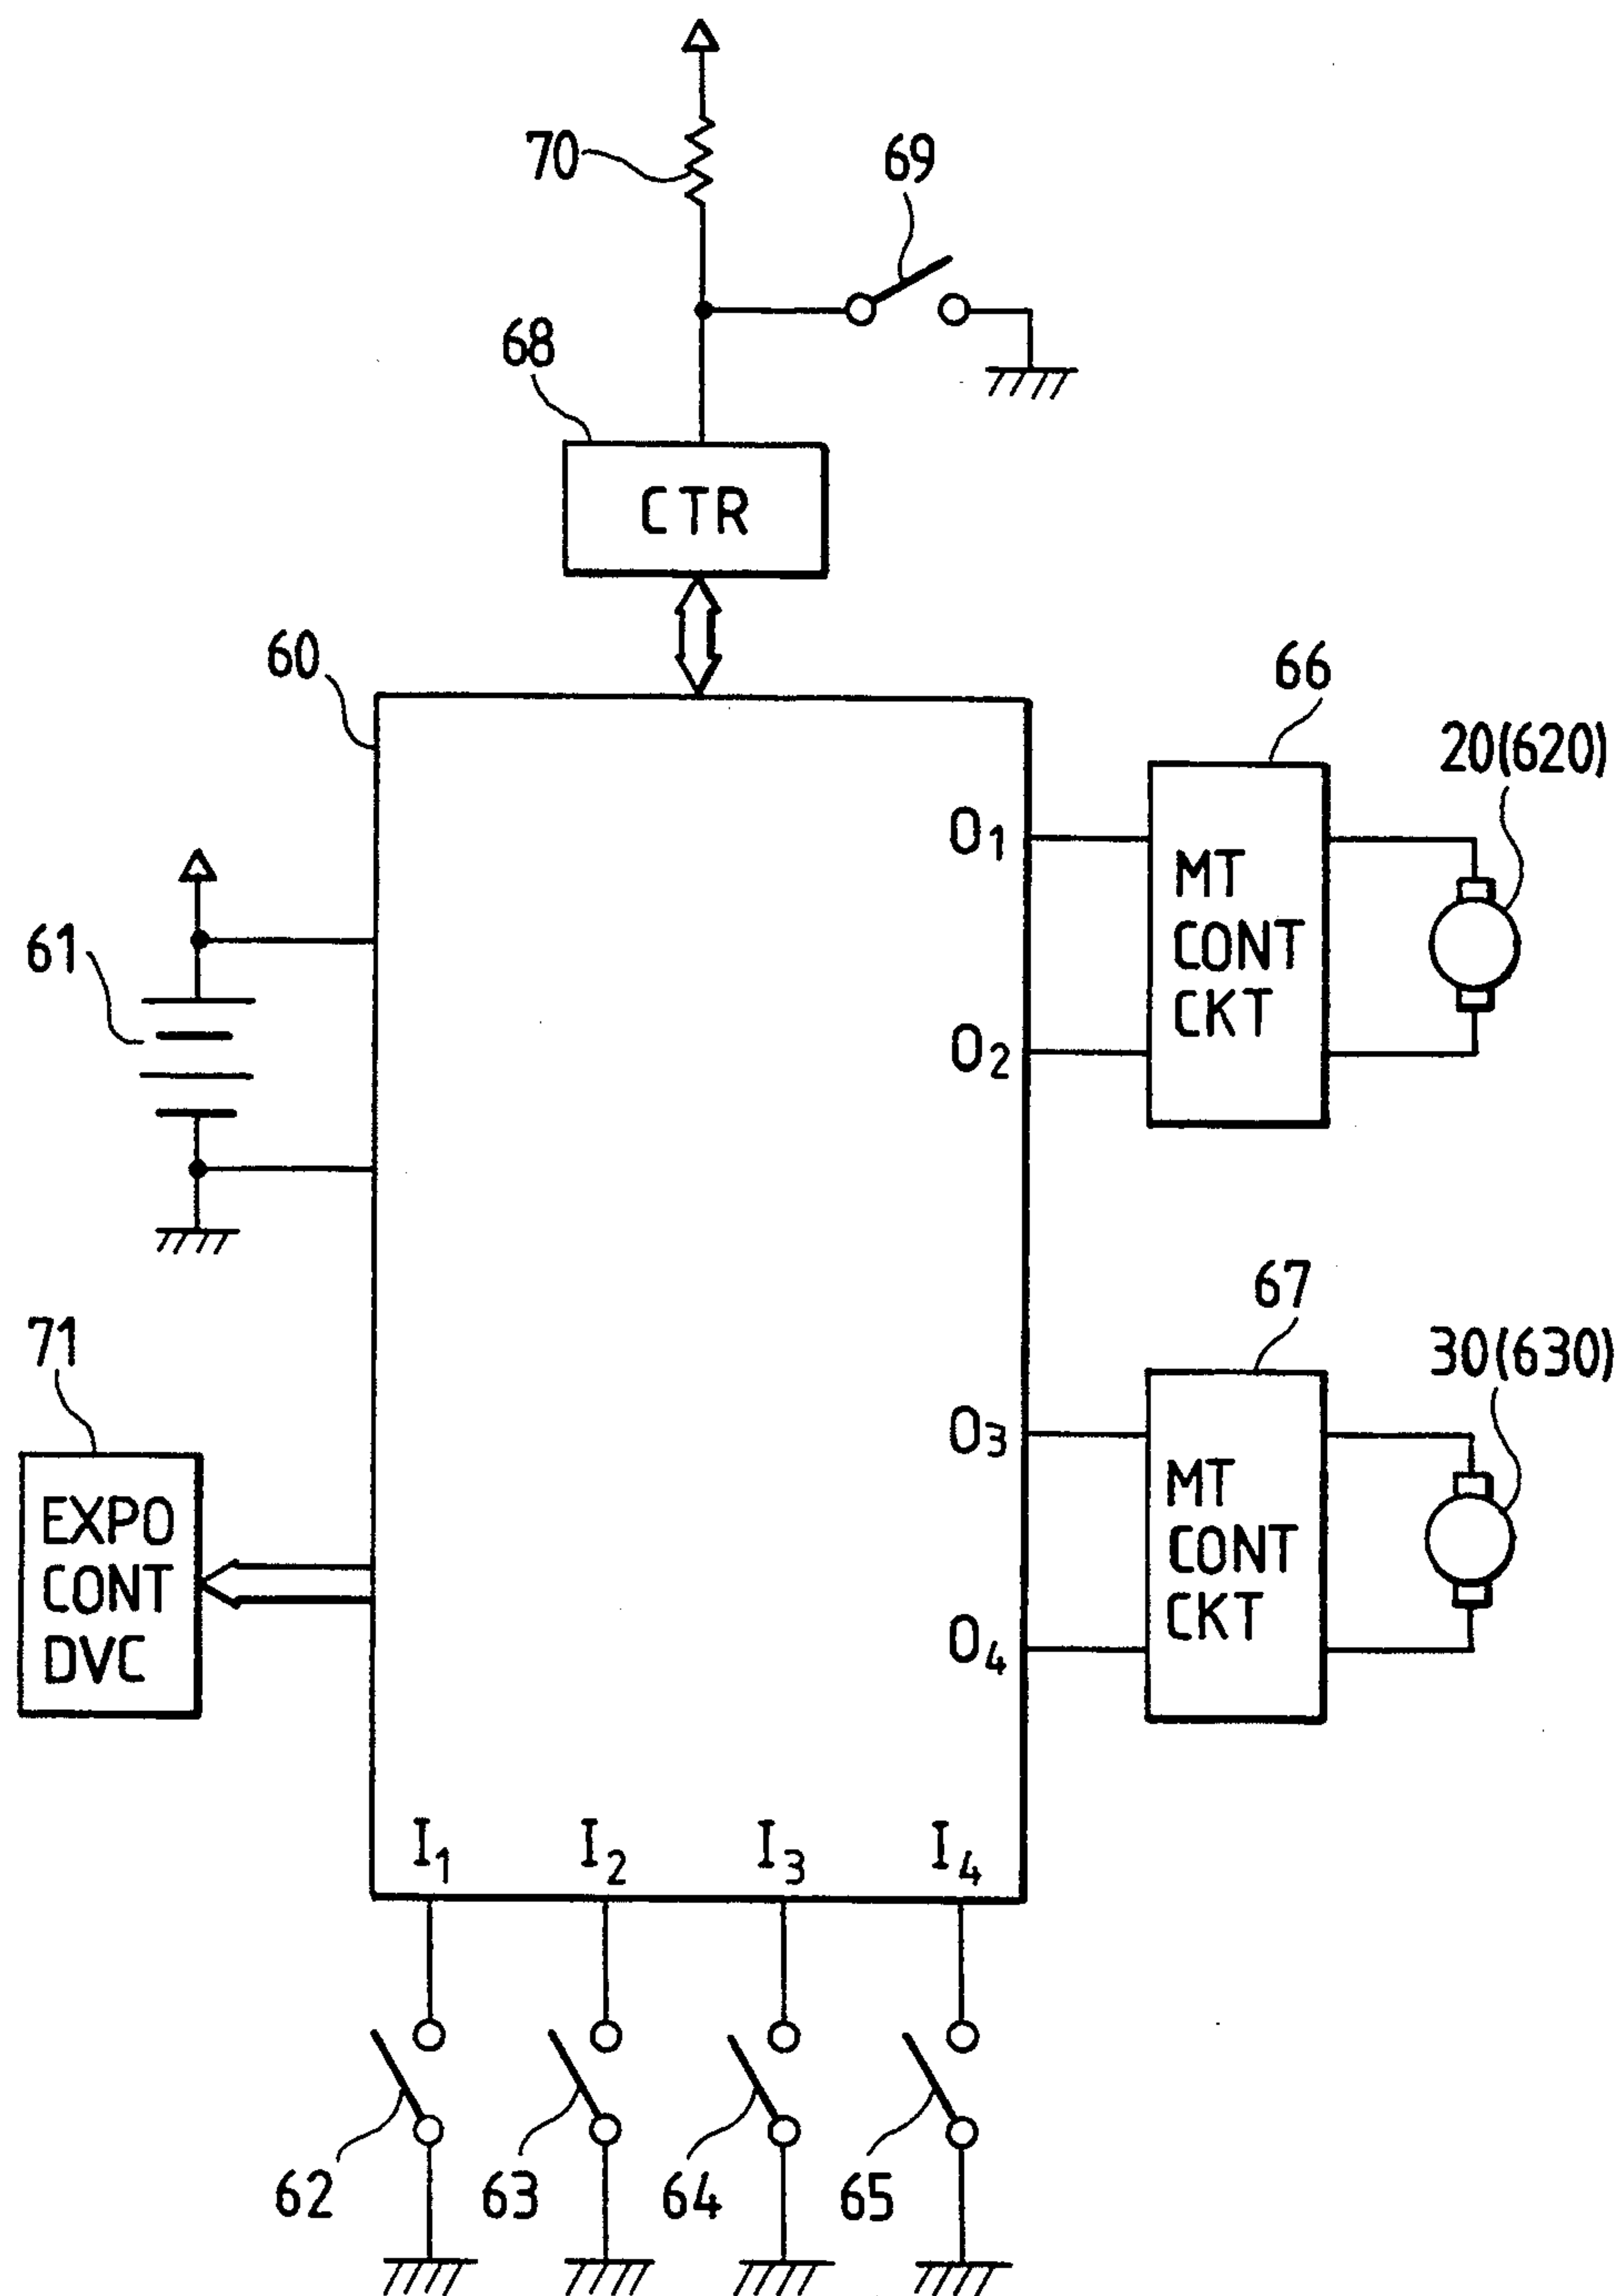 70
69
68
CTR
60
66
20(620)
O1
MT
CONT
CKT
61
O2
67
71
30(630)
O3
MT
CONT
CKT
EXPO
CONT
DVC
O4
I1 I2 I3 I4
62 63 64 65